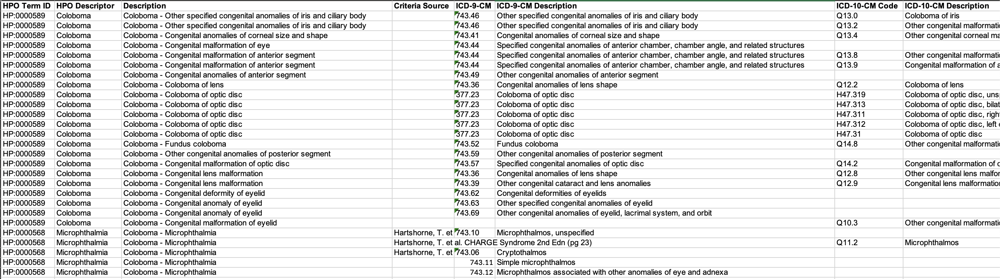 HPO Term ID HPO Descriptor Description Criteria Source ICD-9-CM ICD-9-CM Description ICD-10-CM Code ICD-10-CM Description
HP:0000589 Coloboma Coloboma - Other specified congenital anomalies of iris and ciliary body 743.46 Other specified congenital anomalies of iris and ciliary body Q13.0 Coloboma of iris
HP:0000589 Coloboma Coloboma - Other specified congenital anomalies of iris and ciliary body 743.46 Other specified congenital anomalies of iris and ciliary body Q13.2 Other congenital malformatio
HP:0000589 Coloboma Coloboma - Congenital anomalies of corneal size and shape 743.41 Congenital anomalies of corneal size and shape Q13.4 Other congenital corneal ma
HP:0000589 Coloboma Coloboma - Congenital malformation of eye 743.44 Specified congenital anomalies of anterior chamber, chamber angle, and related structures
HP:0000589 Coloboma Coloboma - Congenital malformation of anterior segment 743.44 Specified congenital anomalies of anterior chamber, chamber angle, and related structures Q13.8 Other congenital malformatio
HP:0000589 Coloboma Coloboma - Congenital malformation of anterior segment 743.44 Specified congenital anomalies of anterior chamber, chamber angle, and related structures Q13.9 Congenital malformation of a
HP:0000589 Coloboma Coloboma - Congenital anomalies of anterior segment 743.49 Other congenital anomalies of anterior segment
HP:0000589 Coloboma Coloboma - Coloboma of lens 743.36 Congenital anomalies of lens shape Q12.2 Coloboma of lens
HP:0000589 Coloboma Coloboma - Coloboma of optic disc 377.23 Coloboma of optic disc H47.319 Coloboma of optic disc, uns
HP:0000589 Coloboma Coloboma - Coloboma of optic disc 377.23 Coloboma of optic disc H47.313 Coloboma of optic disc, bilat
HP:0000589 Coloboma Coloboma - Coloboma of optic disc 377.23 Coloboma of optic disc H47.311 Coloboma of optic disc, right
HP:0000589 Coloboma Coloboma - Coloboma of optic disc 377.23 Coloboma of optic disc H47.312 Coloboma of optic disc, left e
HP:0000589 Coloboma Coloboma - Coloboma of optic disc 377.23 Coloboma of optic disc H47.31 Coloboma of optic disc
HP:0000589 Coloboma Coloboma - Fundus coloboma 743.52 Fundus coloboma Q14.8 Other congenital malformatio
HP:0000589 Coloboma Coloboma - Other congenital anomalies of posterior segment 743.59 Other congenital anomalies of posterior segment
HP:0000589 Coloboma Coloboma - Congenital malformation of optic disc 743.57 Specified congenital anomalies of optic disc Q14.2 Congenital malformation of o
HP:0000589 Coloboma Coloboma - Congenital lens malformation 743.36 Congenital anomalies of lens shape Q12.8 Other congenital lens malfor
HP:0000589 Coloboma Coloboma - Congenital lens malformation 743.39 Other congenital cataract and lens anomalies Q12.9 Congenital lens malformation
HP:0000589 Coloboma Coloboma - Congenital deformity of eyelid 743.62 Congenital deformities of eyelids
HP:0000589 Coloboma Coloboma - Congenital anomaly of eyelid 743.63 Other specified congenital anomalies of eyelid
HP:0000589 Coloboma Coloboma - Congenital anomaly of eyelid 743.69 Other congenital anomalies of eyelid, lacrimal system, and orbit
HP:0000589 Coloboma Coloboma - Congenital malformation of eyelid Q10.3 Other congenital malformatio
HP:0000568 Microphthalmia Coloboma - Microphthalmia Hartshorne, T. et 743.10 Microphthalmos, unspecified
HP:0000568 Microphthalmia Coloboma - Microphthalmia Hartshorne, T. et al. CHARGE Syndrome 2nd Edn (pg 23) Q11.2 Microphthalmos
HP:0000568 Microphthalmia Coloboma - Microphthalmia Hartshorne, T. et 743.06 Cryptothalmos
HP:0000568 Microphthalmia Coloboma - Microphthalmia 743.11 Simple microphthalmos
HP:0000568 Microphthalmia Coloboma - Microphthalmia 743.12 Microphthalmos associated with other anomalies of eye and adnexa